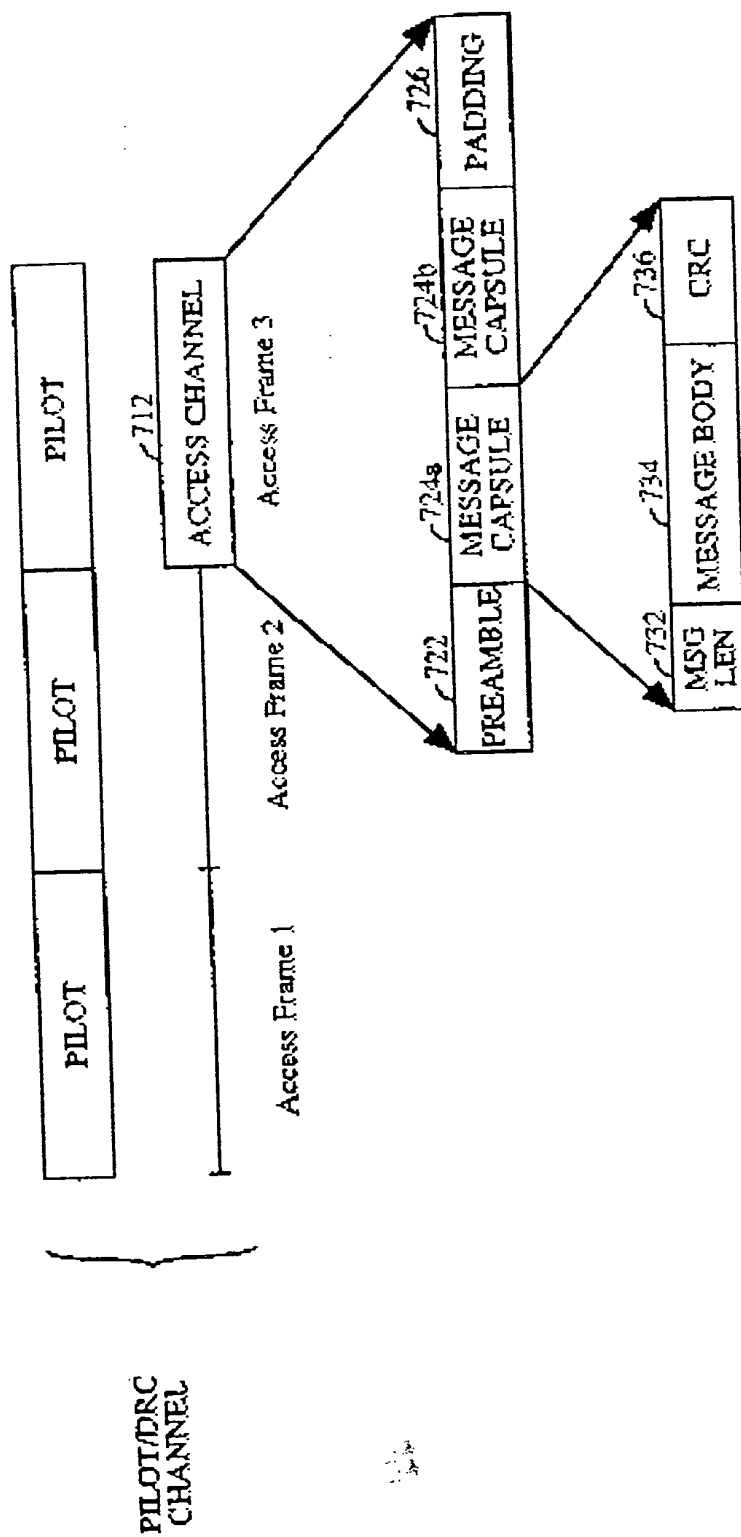 PILOT/DRC
CHANNEL
PILOT
PILOT
PILOT
712
ACCESS CHANNEL
Access Frame 1
Access Frame 2
Access Frame 3
722
724a
724b
726
PREAMBLE
MESSAGE
CAPSULE
MESSAGE
CAPSULE
PADDING
732
734
736
MSG
LEN
MESSAGE BODY
CRC